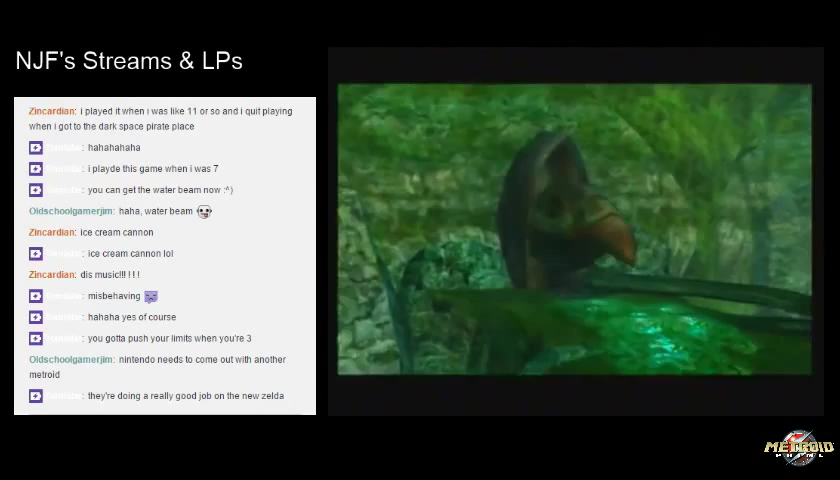 NJF's Streams & LPs
Zincardian: i played it when i was like 11 or so and i quit playing
when i got to the dark space pirate place
: hahahahaha
: i playde this game when i was 7
: you can get the water beam now :^)
Oldschoolgamerjim: haha, water beam
Zincardian: ice cream cannon
: ice cream cannon lol
Zincardian: dis music!!! ! ! !
: misbehaving
: hahaha yes of course
: you gotta push your limits when you're 3
Oldschoolgamerjim: nintendo needs to come out with another
metroid
: they're doing a really good job on the new zelda
METROID
PRIME